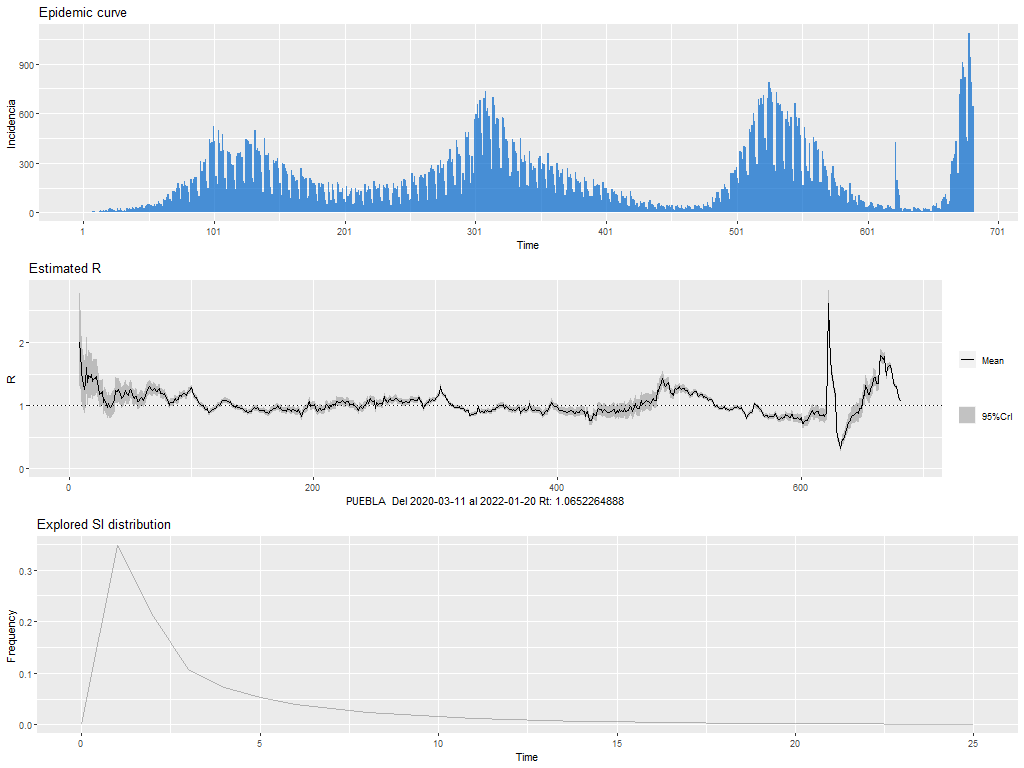 Epidemic curve
900
600
300
0
Incidencia
1 101 201 301 401 501 601 701
Time
Estimated R
2
1
0
R
Mean
95%CrI
0 200 400 600
PUEBLA Del 2020-03-11 al 2022-01-20 Rt: 1.0652264888
Explored SI distribution
0.3
0.2
0.1
0.0
Frequency
0 5 10 15 20 25
Time